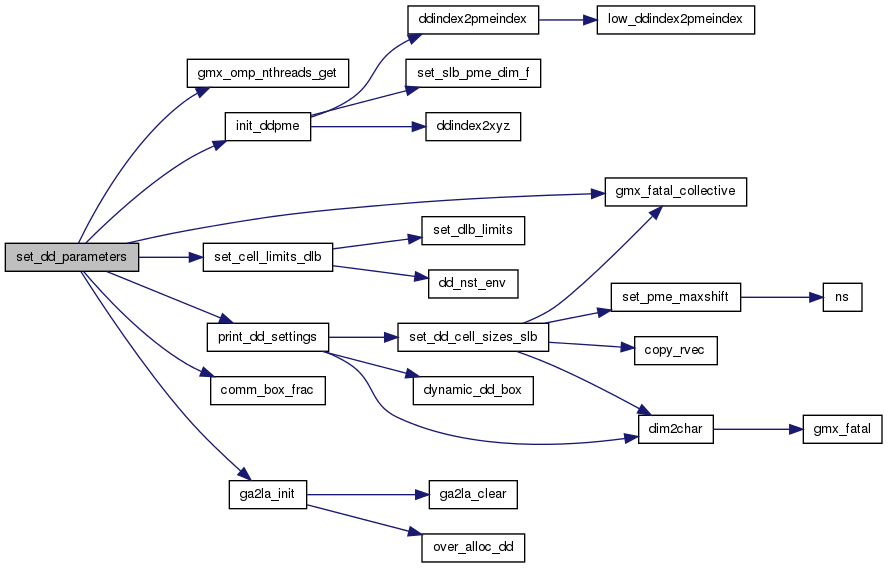 ddindex2pmeindex
low_ddindex2pmeindex
gmx_omp_nthreads_get
set_slb_pme_dim_f
init_ddpme
ddindex2xyz
gmx_fatal_collective
set_dlb_limits
set_dd_parameters
set_cell_limits_dlb
dd_nst_env
set_pme_maxshift
ns
print_dd_settings
set_dd_cell_sizes_slb
copy_rvec
comm_box_frac
dynamic_dd_box
dim2char
gmx_fatal
ga2la_init
ga2la_clear
over_alloc_dd